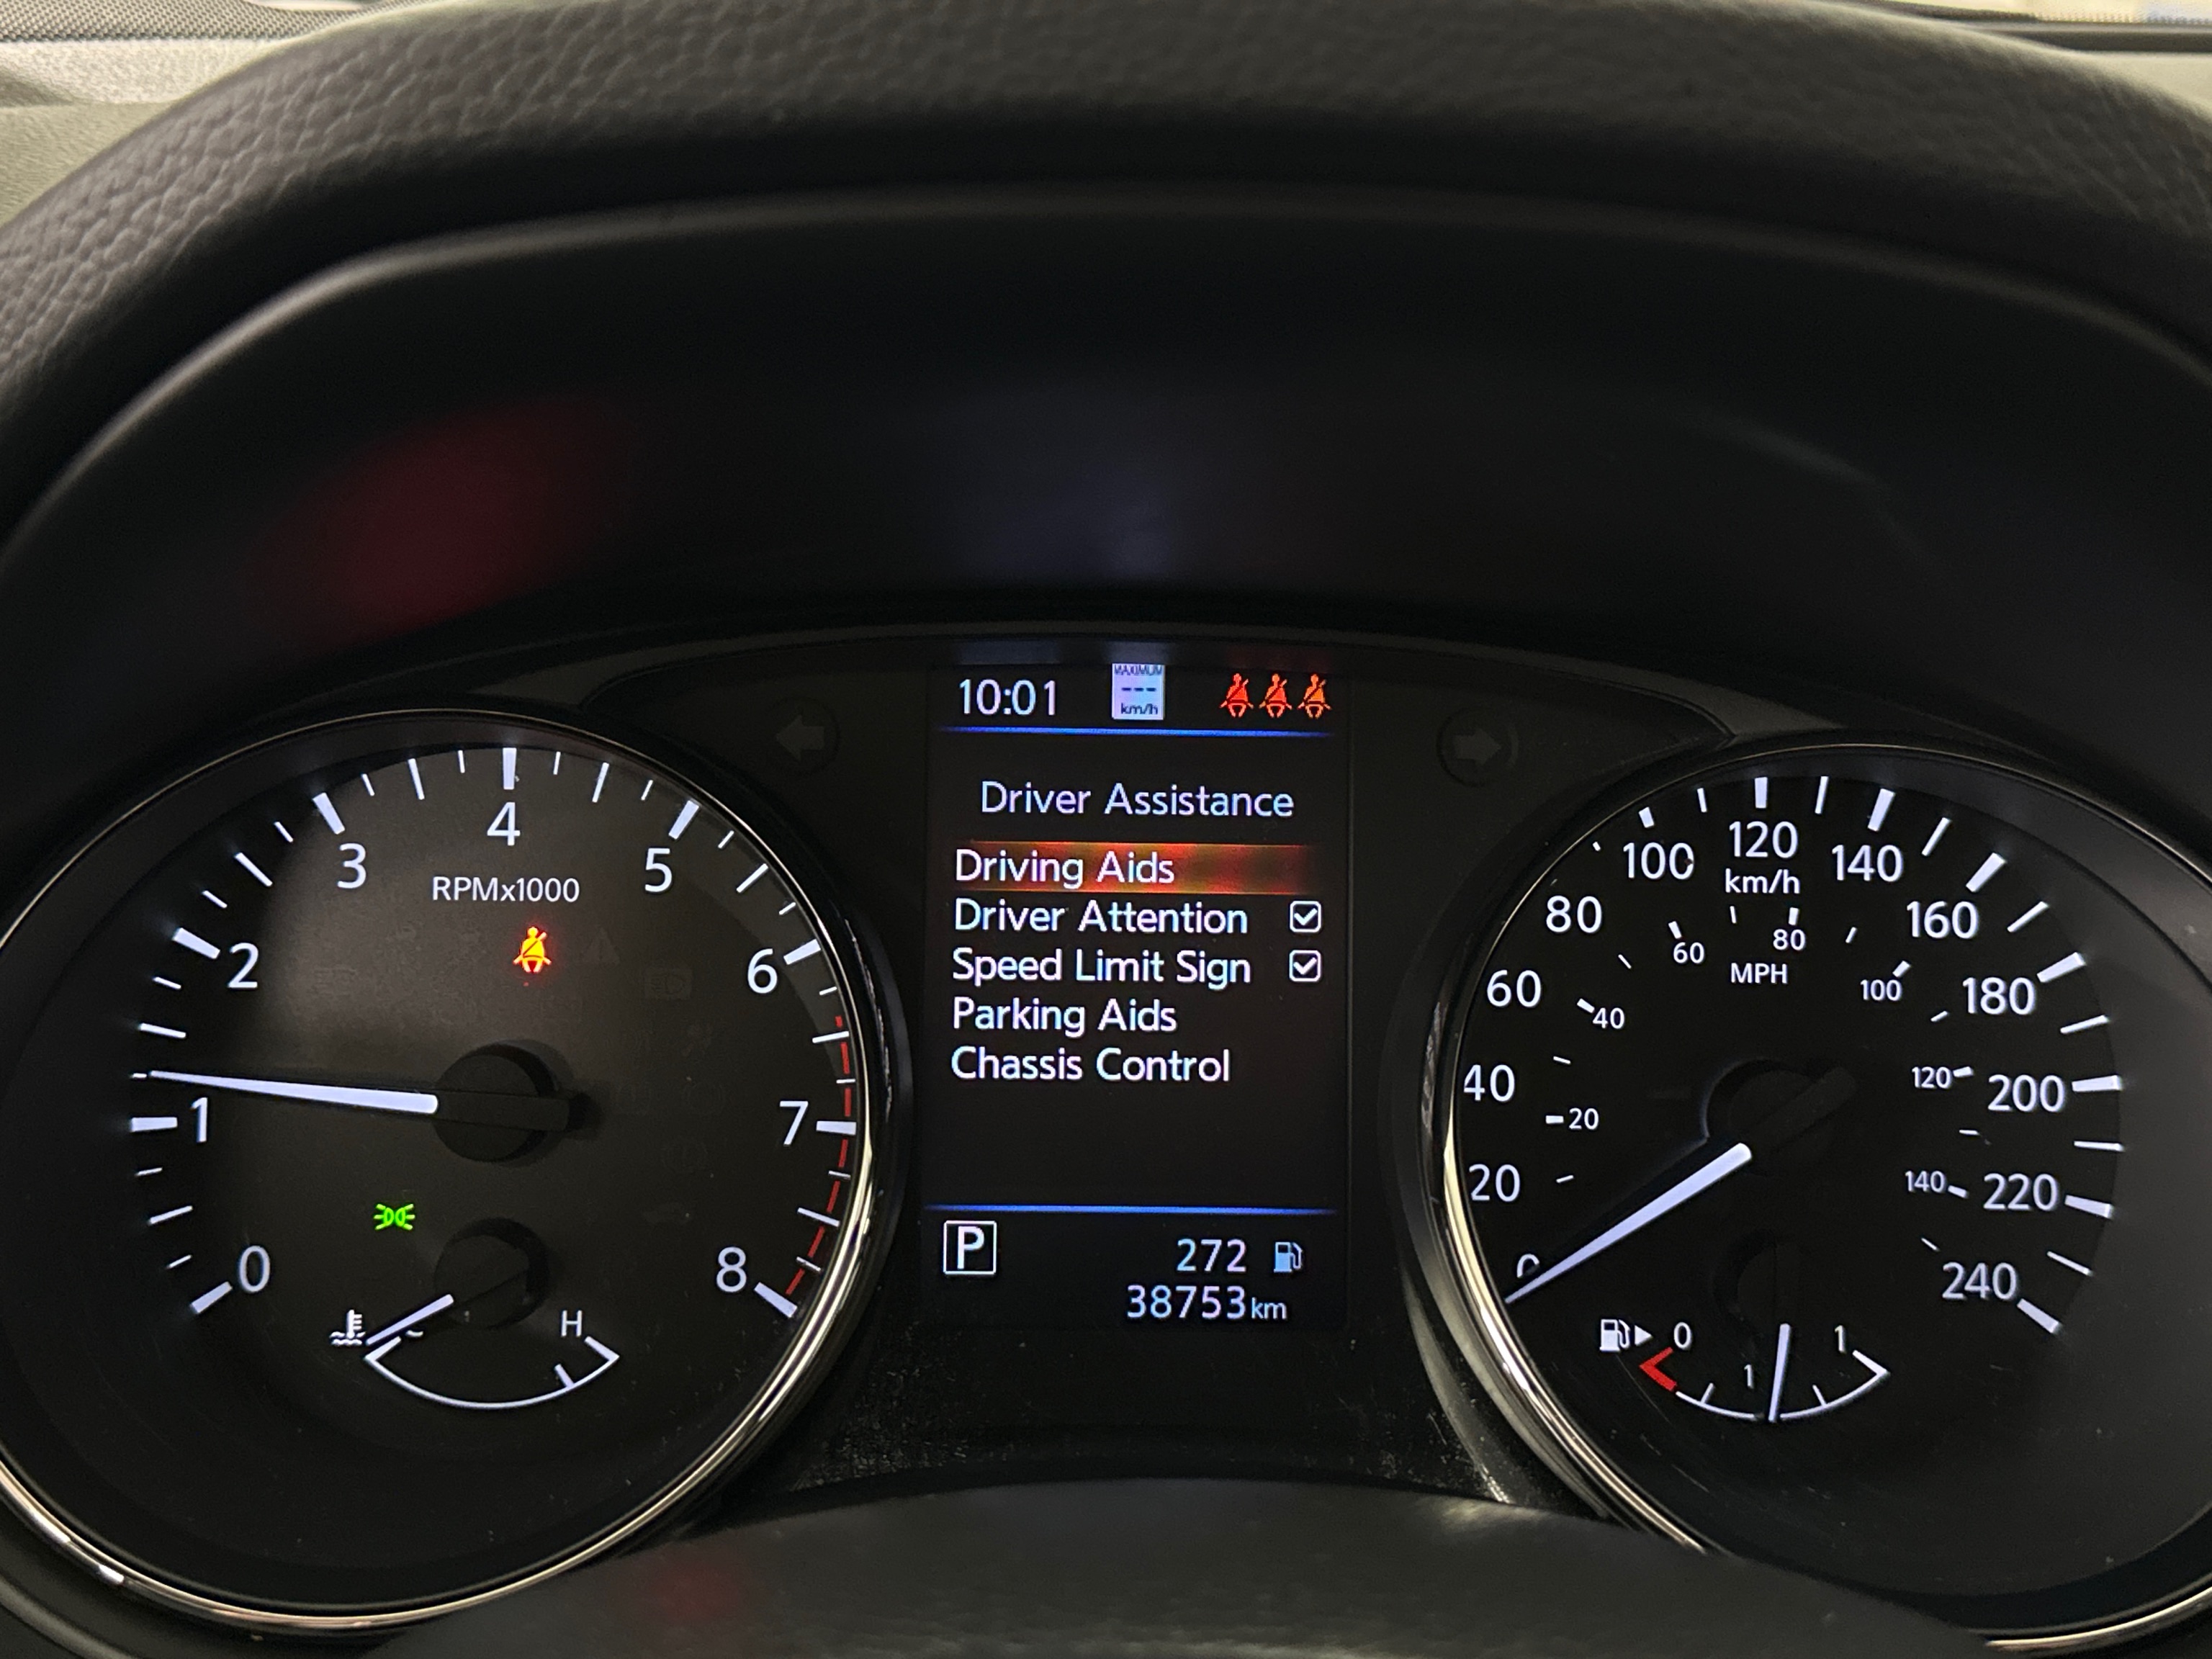 10:01
MAXIMUM
---
km/h
Driver Assistance
Driving Aids
Driver Attention
Speed Limit Sign
Parking Aids
Chassis Control
P
272
38753km
0
1
2
3
4
5
6
7
8
RPMx1000
H
0
20
40
60
80
100
120
140
160
180
200
220
240
km/h
20
40
60
80
100
120
140
MPH
0
1
1